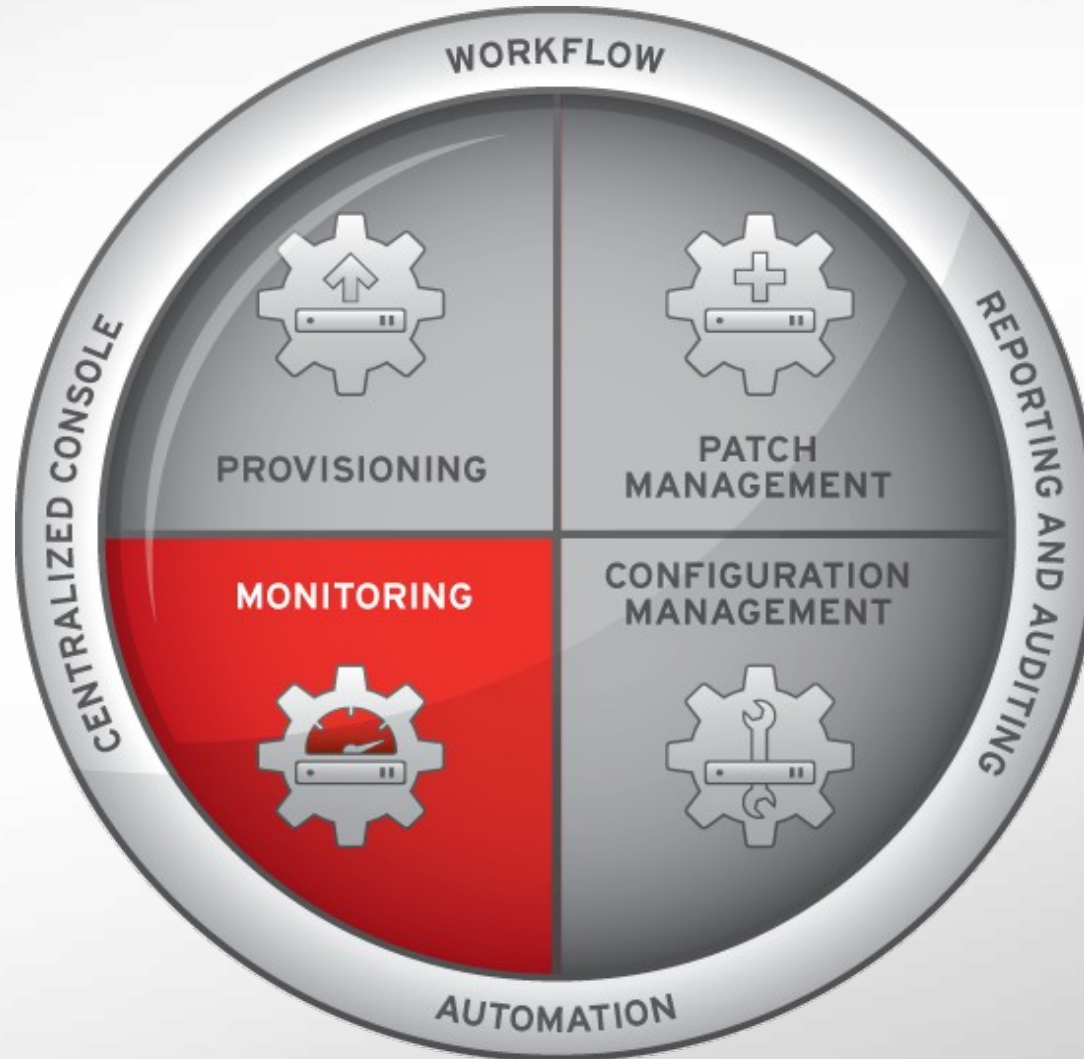 WORKFLOW
CENTRALIZED CONSOLE
REPORTING AND AUDITING
PROVISIONING
PATCH
MANAGEMENT
MONITORING
CONFIGURATION
MANAGEMENT
AUTOMATION